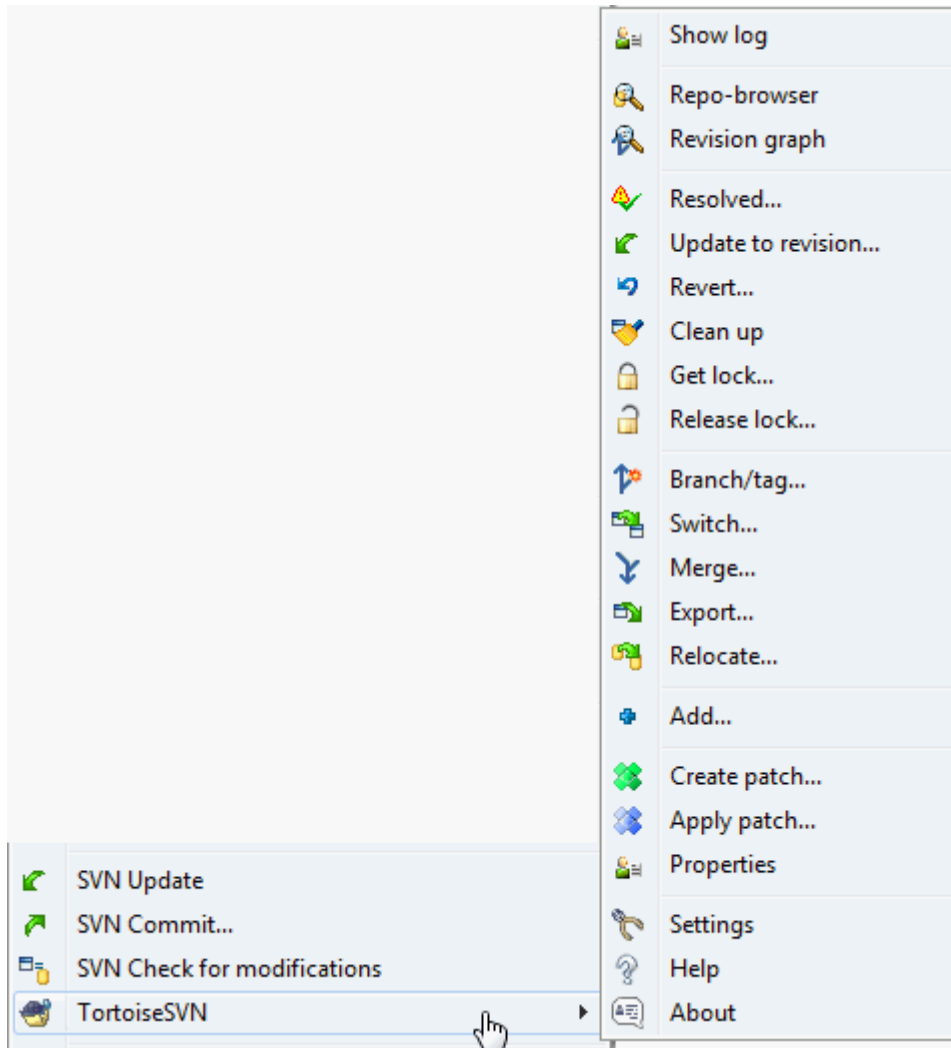 Show log
Repo-browser
Revision graph
Resolved...
Update to revision...
Revert...
Clean up
Get lock...
Release lock...
Branch/tag...
Switch...
Merge...
Export...
Relocate...
Add...
Create patch...
Apply patch...
Properties
Settings
Help
About
SVN Update
SVN Commit...
SVN Check for modifications
TortoiseSVN